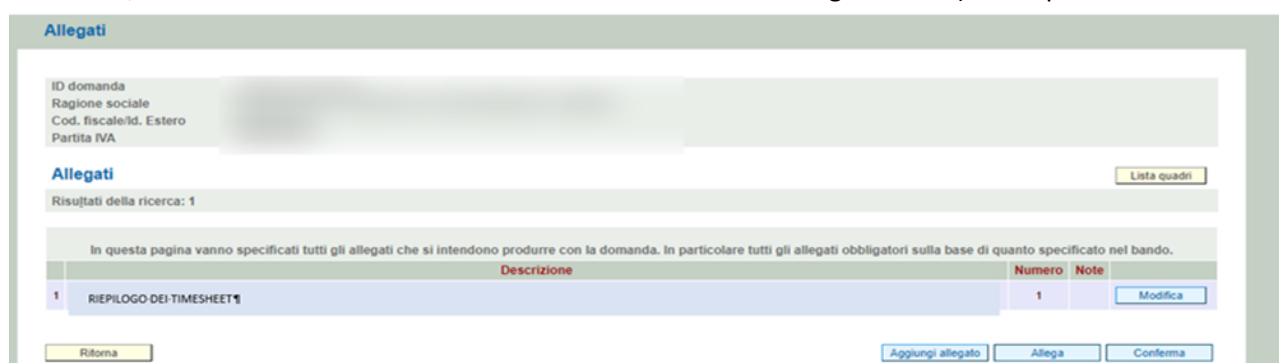 Allegati
ID domanda
Ragione sociale
Cod. fiscale/Id. Estero
Partita IVA
Allegati
Lista quadri
Risultati della ricerca: 1
In questa pagina vanno specificati tutti gli allegati che si intendono produrre con la domanda. In particolare tutti gli allegati obbligatori sulla base di quanto specificato nel bando.
Descrizione Numero Note
1 RIEPILOGO·DEI·TIMESHEET¶ 1 Modifica
Ritorna Aggiungi allegato Allega Conferma